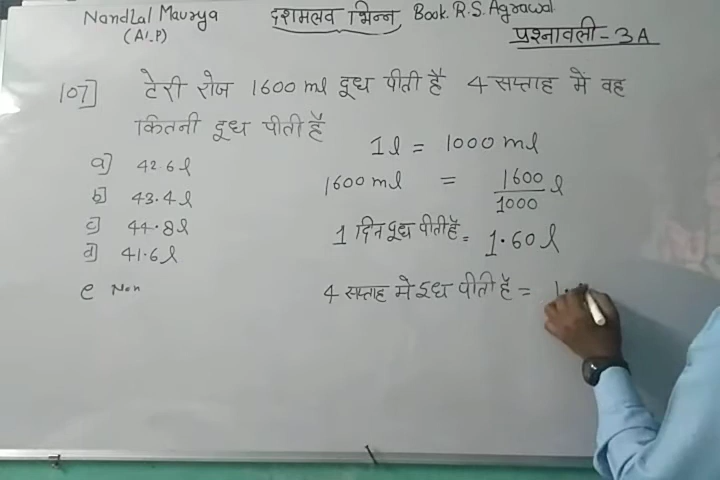 Nandlal Maurya
(A.L.P)
दशमलव भिन्न Book. R.S. Agrawal
प्रश्नावली - 3A
107] टेरी रोज 1600 ml दूध पीती है 4 सप्ताह में वह
कितनी दूध पीती है
a] 42.6 l
b] 43.4 l
c] 44.8 l
d] 41.6 l
e Non
1 l = 1000 ml
1600 ml = 1600/1000 l
1 दिन दूध पीती है = 1.60 l
4 सप्ताह में दूध पीती है = 1.